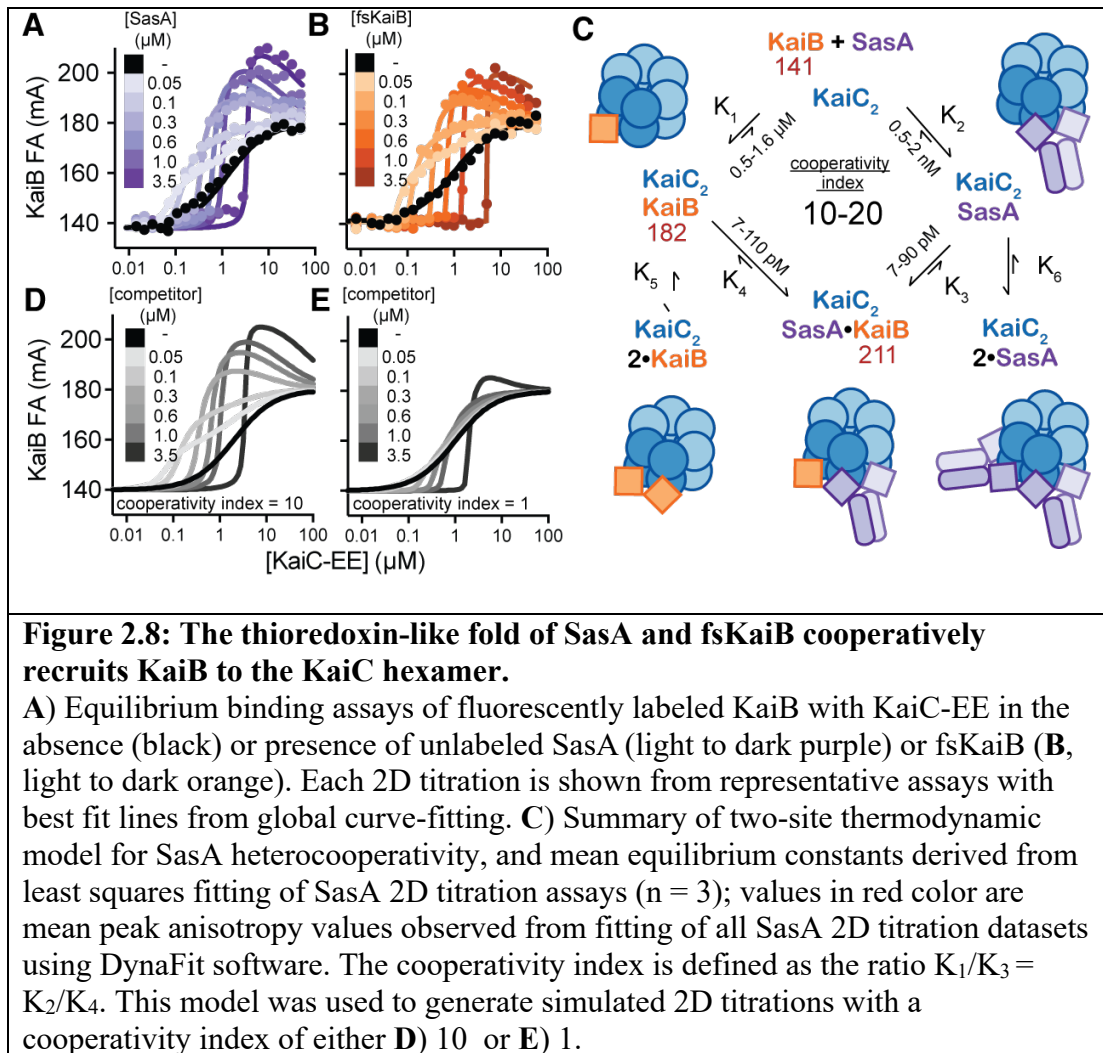 A
[SasA]
(µM)
-
0.05
0.1
0.6
1.0
3.5
KaiB FA (mA)
200
180
160
140
0.01 0.1 1 10 100
B
[fsKaiB]
(µM)
-
0.05
0.1
0.6
1.0
3.5
0.01 0.1 1 10 100
C
KaiB + SasA
141
KaiC2
K1
0.5-1.6 µM
K2
0.5-2 nM
cooperativity
index
10-20
KaiC2
KaiB
182
KaiC2
SasA
7-110 pM
K4
7-90 pM
K3
K5
K6
KaiC2
2•KaiB
KaiC2
SasA•KaiB
211
KaiC2
2•SasA
D
[competitor]
(µM)
-
0.05
0.1
0.6
1.0
3.5
KaiB FA (mA)
200
180
160
140
cooperativity index = 10
0.01 0.1 1 10 100
E
[competitor]
(µM)
-
0.05
0.1
0.6
1.0
3.5
cooperativity index = 1
0.01 0.1 1 10 100
[KaiC-EE] (µM)
Figure 2.8: The thioredoxin-like fold of SasA and fsKaiB cooperatively
recruits KaiB to the KaiC hexamer.
A) Equilibrium binding assays of fluorescently labeled KaiB with KaiC-EE in the
absence (black) or presence of unlabeled SasA (light to dark purple) or fsKaiB (B,
light to dark orange). Each 2D titration is shown from representative assays with
best fit lines from global curve-fitting. C) Summary of two-site thermodynamic
model for SasA heterocooperativity, and mean equilibrium constants derived from
least squares fitting of SasA 2D titration assays (n = 3); values in red color are
mean peak anisotropy values observed from fitting of all SasA 2D titration datasets
using DynaFit software. The cooperativity index is defined as the ratio K1/K3 =
K2/K4. This model was used to generate simulated 2D titrations with a
cooperativity index of either D) 10 or E) 1.